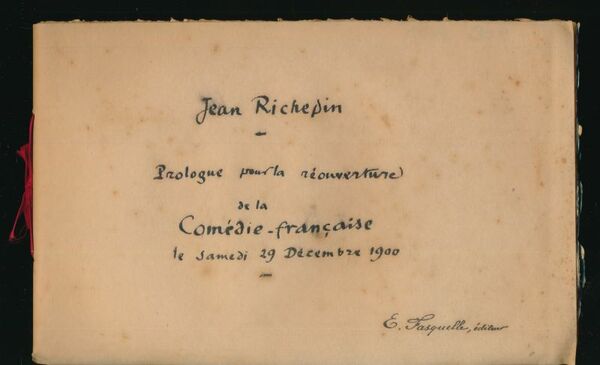 Jean Richepin
Prologue pour la réouverture
de la
Comédie-française
le samedi 29 Décembre 1900
E. Fasquelle, éditeur